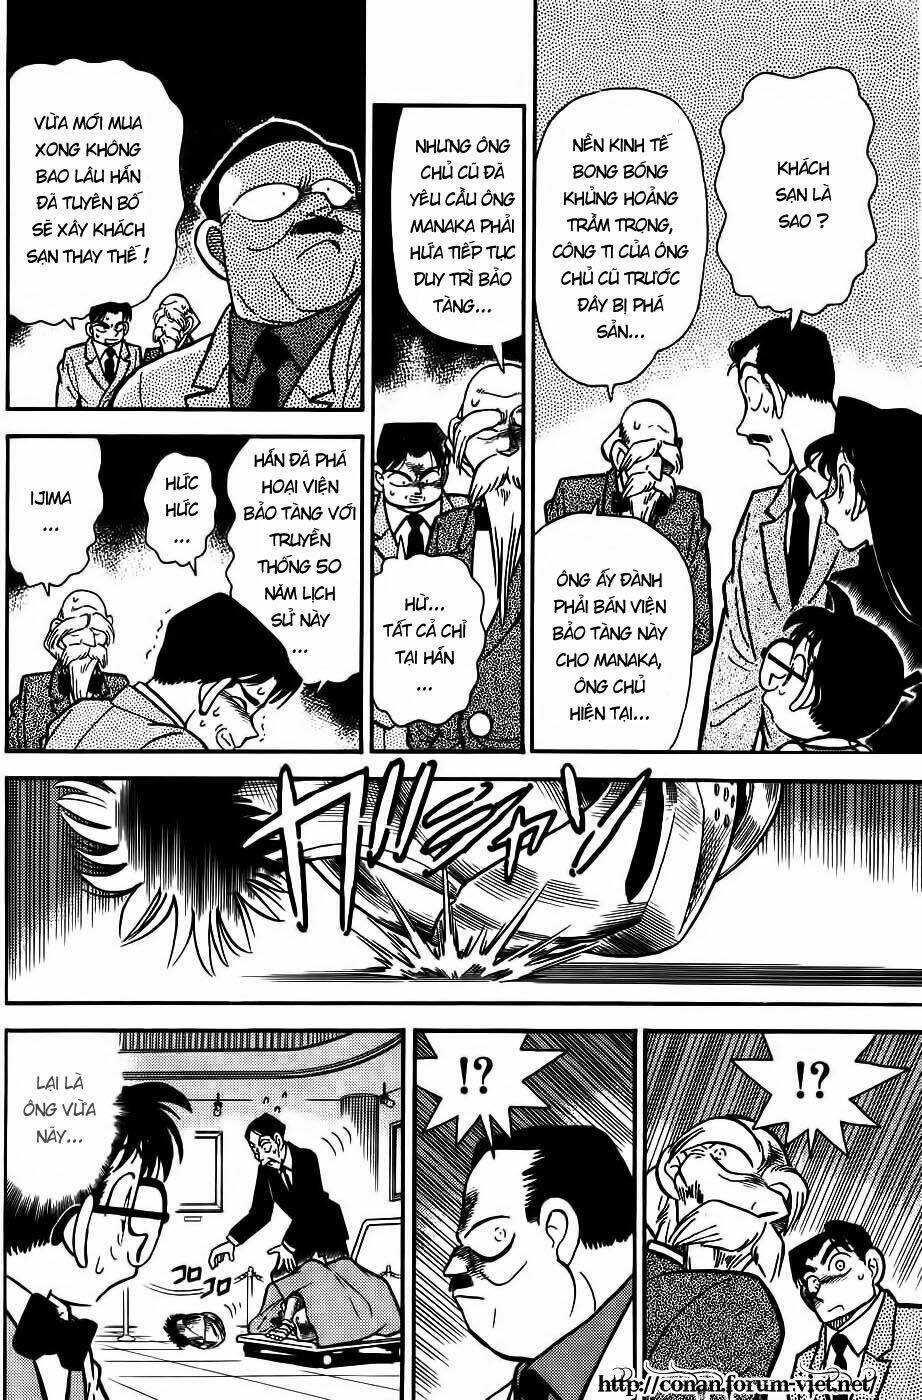 KHÁCH
SẠN LÀ
SAO ?
NỀN KINH TẾ
BONG BÓNG
KHỦNG HOẢNG
TRẦM TRỌNG,
CÔNG TI CỦA ÔNG
CHỦ CŨ TRƯỚC
ĐÂY BỊ PHÁ
SẢN...
ÔNG ẤY ĐÀNH
PHẢI BÁN VIỆN
BẢO TÀNG NÀY
CHO MANAKA,
ÔNG CHỦ
HIỆN TẠI...
NHƯNG ÔNG
CHỦ CŨ ĐÃ
YÊU CẦU ÔNG
MANAKA PHẢI
HỨA TIẾP TỤC
DUY TRÌ BẢO
TÀNG...
HỪ...
TẤT CẢ CHỈ
TẠI HẮN
...
VỪA MỚI MUA
XONG KHÔNG
BAO LÂU HẮN
ĐÃ TUYÊN BỐ
SẼ XÂY KHÁCH
SẠN THAY THẾ !
HẮN ĐÃ PHÁ
HOẠI VIỆN
BẢO TÀNG VỚI
TRUYỀN
THỐNG 50
NĂM LỊCH
SỬ NÀY
...
HỨC
HỨC
...
IJIMA
...
ガシャン
!?
!?
LẠI LÀ
ÔNG VỪA
NÃY...
コロ
コロ
http://conan.forum-viet.net/